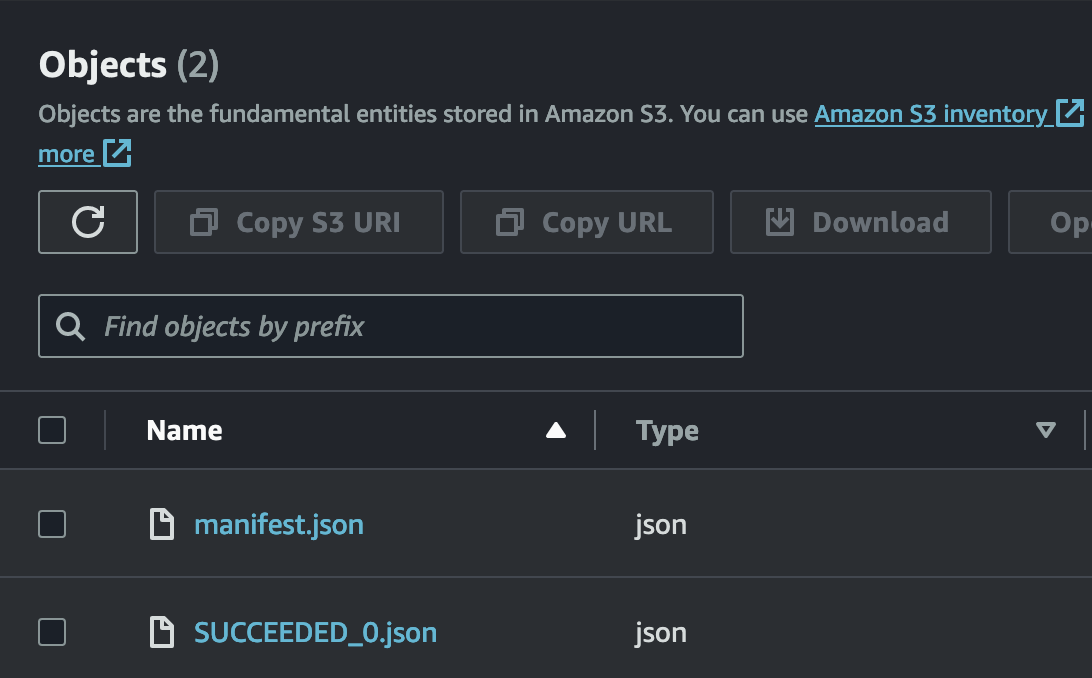 Objects (2)
Objects are the fundamental entities stored in Amazon S3. You can use Amazon S3 inventory
more
Copy S3 URI Copy URL Download
Find objects by prefix
Name Type
manifest.json json
SUCCEEDED_0.json json